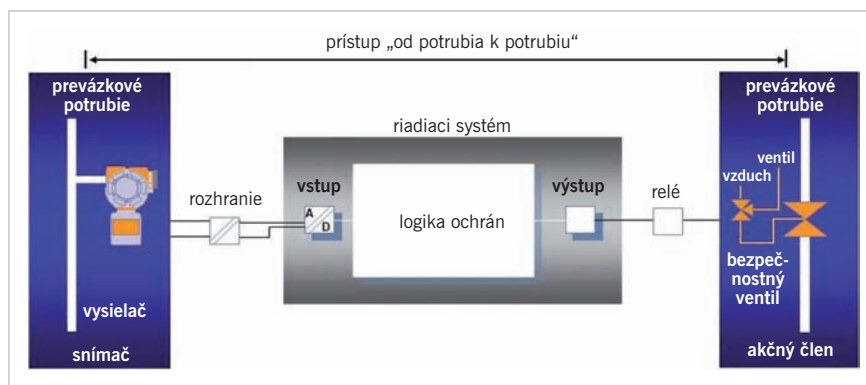 prístup „od potrubia k potrubiu“
prevázkové
potrubie
vysielač
snímač
rozhranie
riadiaci systém
vstup
A
D
logika ochrán
výstup
relé
prevázkové
potrubie
ventil
vzduch
bezpeč-
nostný
ventil
akčný člen